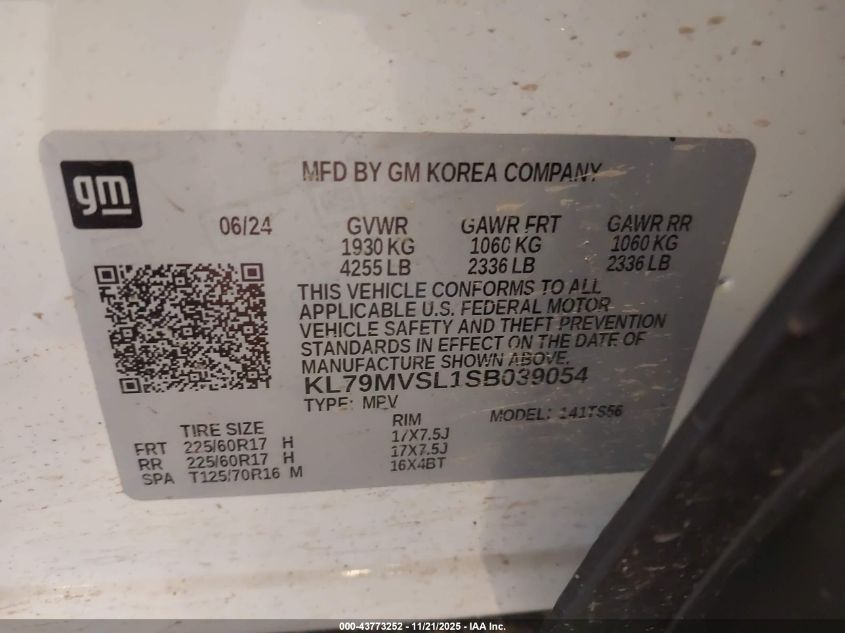 gm
MFD BY GM KOREA COMPANY
06/24 GVWR GAWR FRT GAWR RR
1930 KG 1060 KG 1060 KG
4255 LB 2336 LB 2336 LB
THIS VEHICLE CONFORMS TO ALL
APPLICABLE U.S. FEDERAL MOTOR
VEHICLE SAFETY AND THEFT PREVENTION
STANDARDS IN EFFECT ON THE DATE OF
MANUFACTURE SHOWN ABOVE.
KL79MVSL1SB039054
TYPE: MPV MODEL: 141TS56
TIRE SIZE RIM
FRT 225/60R17 H 17X7.5J
RR 225/60R17 H 17X7.5J
SPA T125/70R16 M 16X4BT
000-43773252 - 11/21/2025 - IAA Inc.